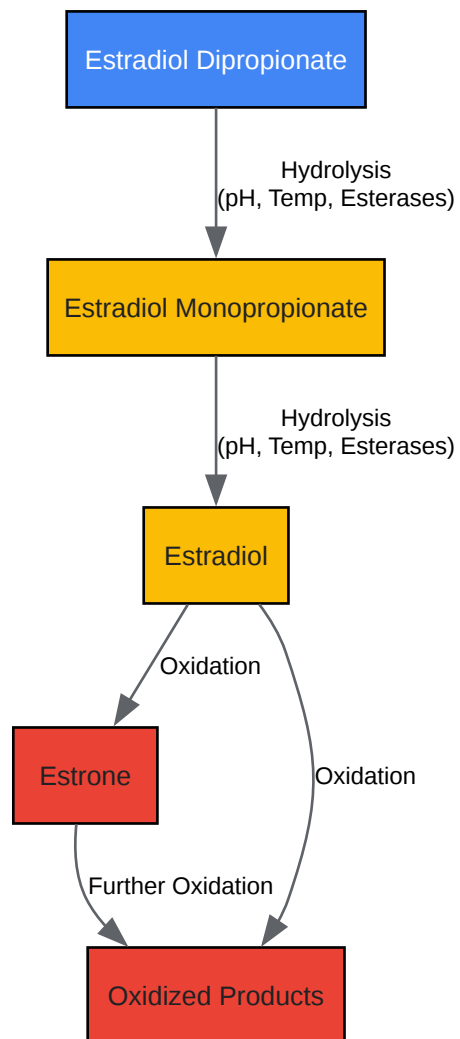 Estradiol Dipropionate
Hydrolysis
(pH, Temp, Esterases)
Estradiol Monopropionate
Hydrolysis
(pH, Temp, Esterases)
Estradiol
Oxidation
Estrone
Oxidation
Further Oxidation
Oxidized Products